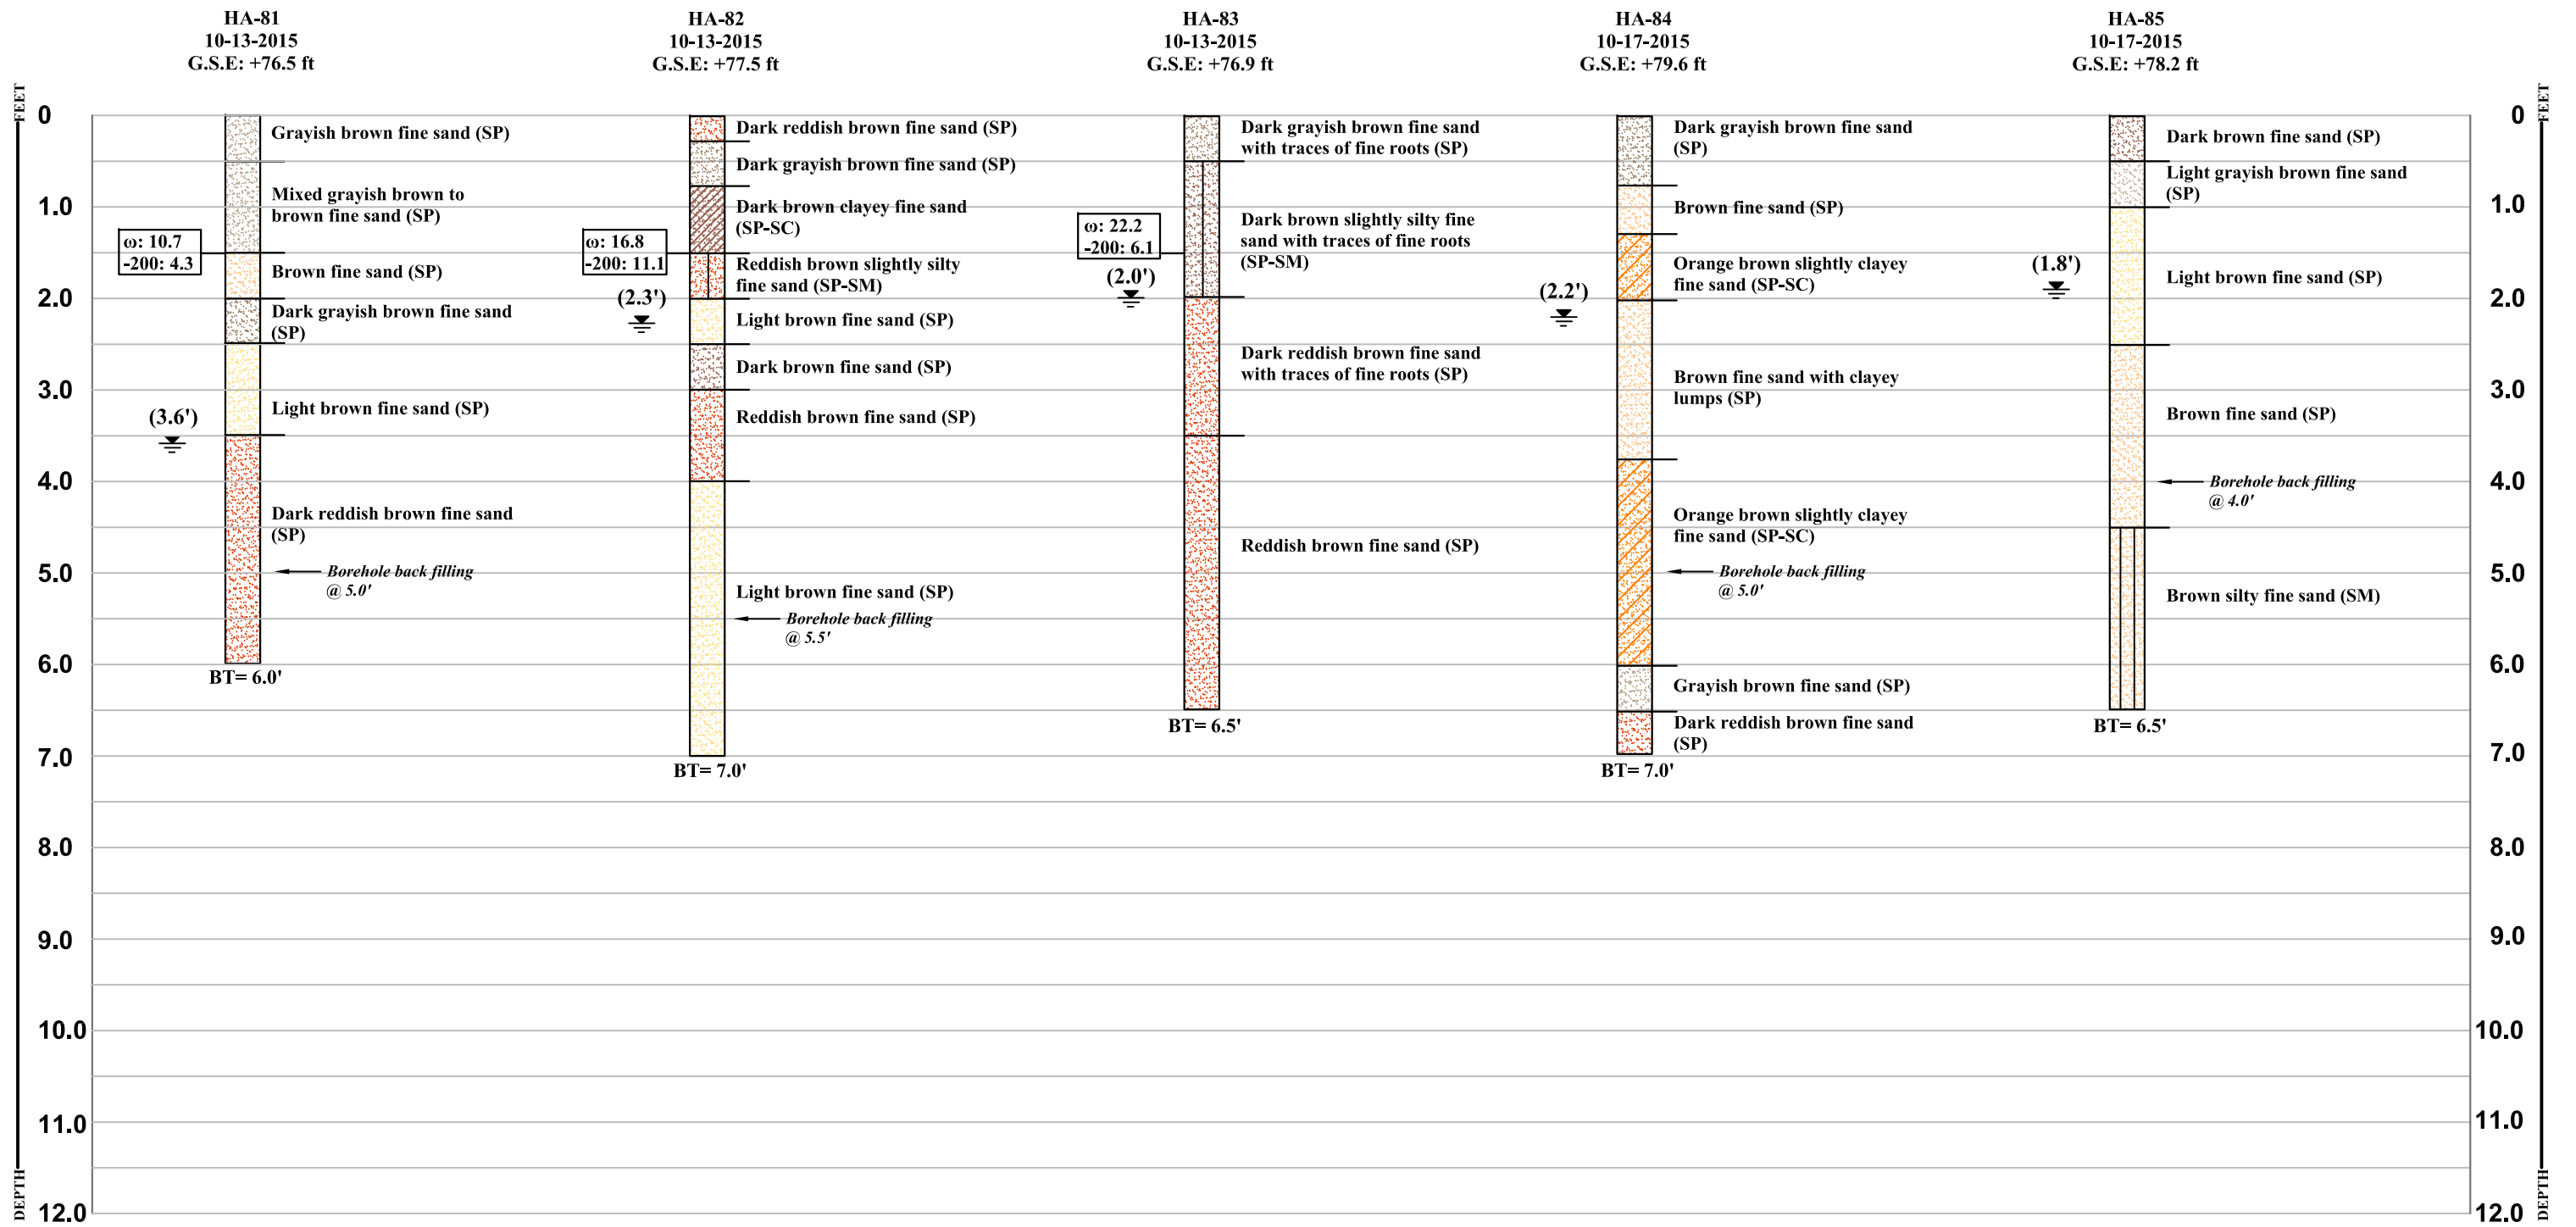 HA-81
10-13-2015
G.S.E: +76.5 ft
HA-82
10-13-2015
G.S.E: +77.5 ft
HA-83
10-13-2015
G.S.E: +76.9 ft
HA-84
10-17-2015
G.S.E: +79.6 ft
HA-85
10-17-2015
G.S.E: +78.2 ft
FEET
0
1.0
2.0
3.0
4.0
5.0
6.0
7.0
8.0
9.0
10.0
11.0
12.0
DEPTH
Grayish brown fine sand (SP)
Mixed grayish brown to
brown fine sand (SP)
ω: 10.7
-200: 4.3
Brown fine sand (SP)
Dark grayish brown fine sand
(SP)
Light brown fine sand (SP)
(3.6')
Dark reddish brown fine sand
(SP)
Borehole back filling
@ 5.0'
BT= 6.0'
Dark reddish brown fine sand (SP)
Dark grayish brown fine sand (SP)
Dark brown clayey fine sand
(SP-SC)
ω: 16.8
-200: 11.1
Reddish brown slightly silty
fine sand (SP-SM)
(2.3')
Light brown fine sand (SP)
Dark brown fine sand (SP)
Reddish brown fine sand (SP)
Light brown fine sand (SP)
Borehole back filling
@ 5.5'
BT= 7.0'
Dark grayish brown fine sand
with traces of fine roots (SP)
ω: 22.2
-200: 6.1
Dark brown slightly silty fine
sand with traces of fine roots
(SP-SM)
(2.0')
Dark reddish brown fine sand
with traces of fine roots (SP)
Reddish brown fine sand (SP)
BT= 6.5'
Dark grayish brown fine sand
(SP)
Brown fine sand (SP)
Orange brown slightly clayey
fine sand (SP-SC)
(2.2')
Brown fine sand with clayey
lumps (SP)
Orange brown slightly clayey
fine sand (SP-SC)
Borehole back filling
@ 5.0'
Grayish brown fine sand (SP)
Dark reddish brown fine sand
(SP)
BT= 7.0'
Dark brown fine sand (SP)
Light grayish brown fine sand
(SP)
(1.8')
Light brown fine sand (SP)
Brown fine sand (SP)
Borehole back filling
@ 4.0'
Brown silty fine sand (SM)
BT= 6.5'
FEET
0
1.0
2.0
3.0
4.0
5.0
6.0
7.0
8.0
9.0
10.0
11.0
12.0
DEPTH